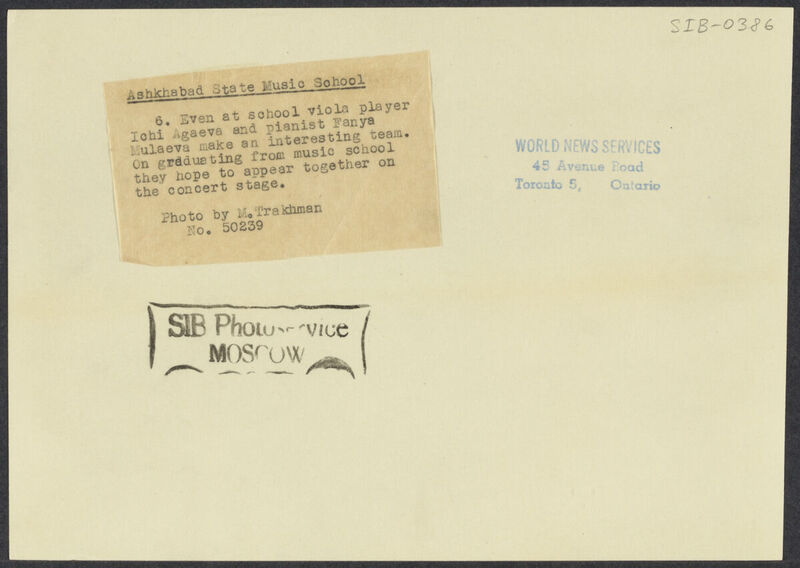 SIB-0386
Ashkhabad State Music School
6. Even at school viola player
Ichi Agaeva and pianist Fanya
Mulaeva make an interesting team.
On graduating from music school
they hope to appear together on
the concert stage.
Photo by M.Trakhman
No. 50239
WORLD NEWS SERVICES
45 Avenue Road
Toronto 5, Ontario
SIB Photoservice
MOSCOW